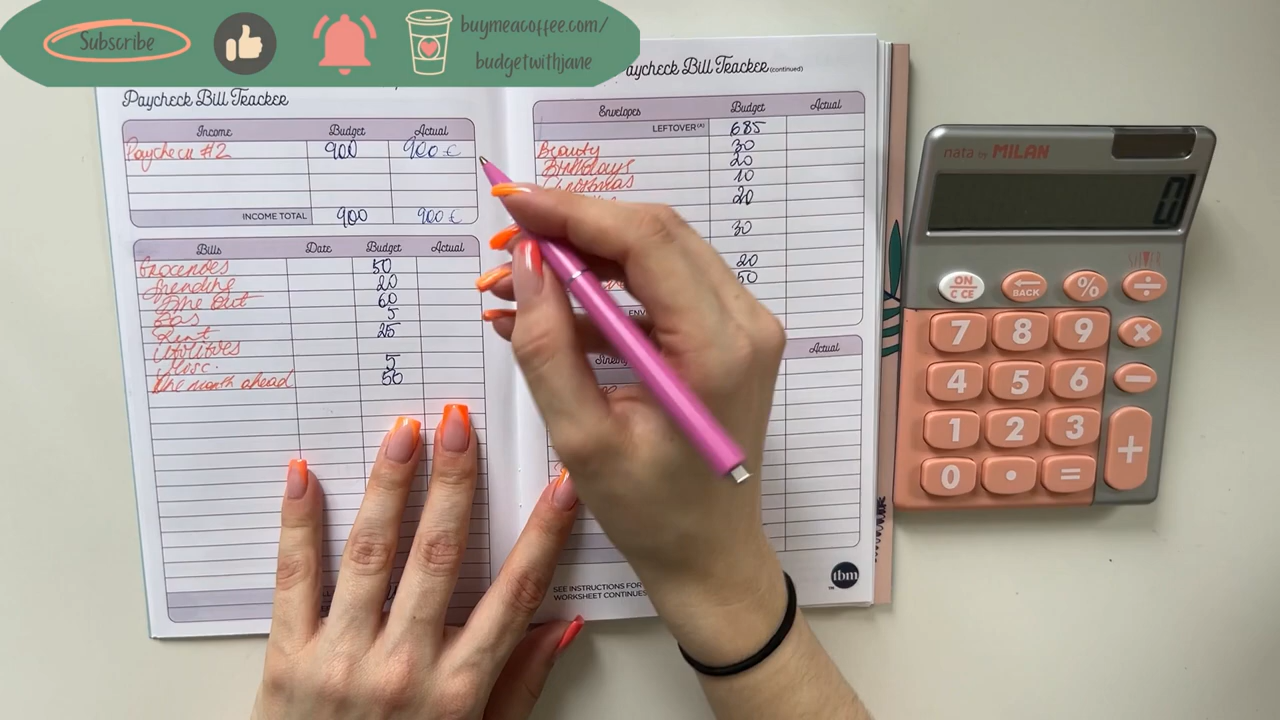 Subscribe
buymeacoffee.com/
budgetwithjane
Paycheck Bill Tracker
Income Budget Actual
Paycheck #2 900 900 €
INCOME TOTAL 900 900 €
Bills Date Budget Actual
Groceries 50
Spending 20
Dine Out 60
Gas 5
Rent 25
Utilities
Misc. 5
One month ahead 50
Paycheck Bill Tracker (continued)
Envelopes Budget Actual
LEFTOVER (A) 685
Beauty 30
Birthdays 20
Christmas 10
20
30
20
50
Actual
SEE INSTRUCTIONS FOR
WORKSHEET CONTINUES
tbm
nata by MILAN
0
SILVER
ON
C CE
BACK
% ÷
7 8 9 ×
4 5 6 −
1 2 3 +
0 • =